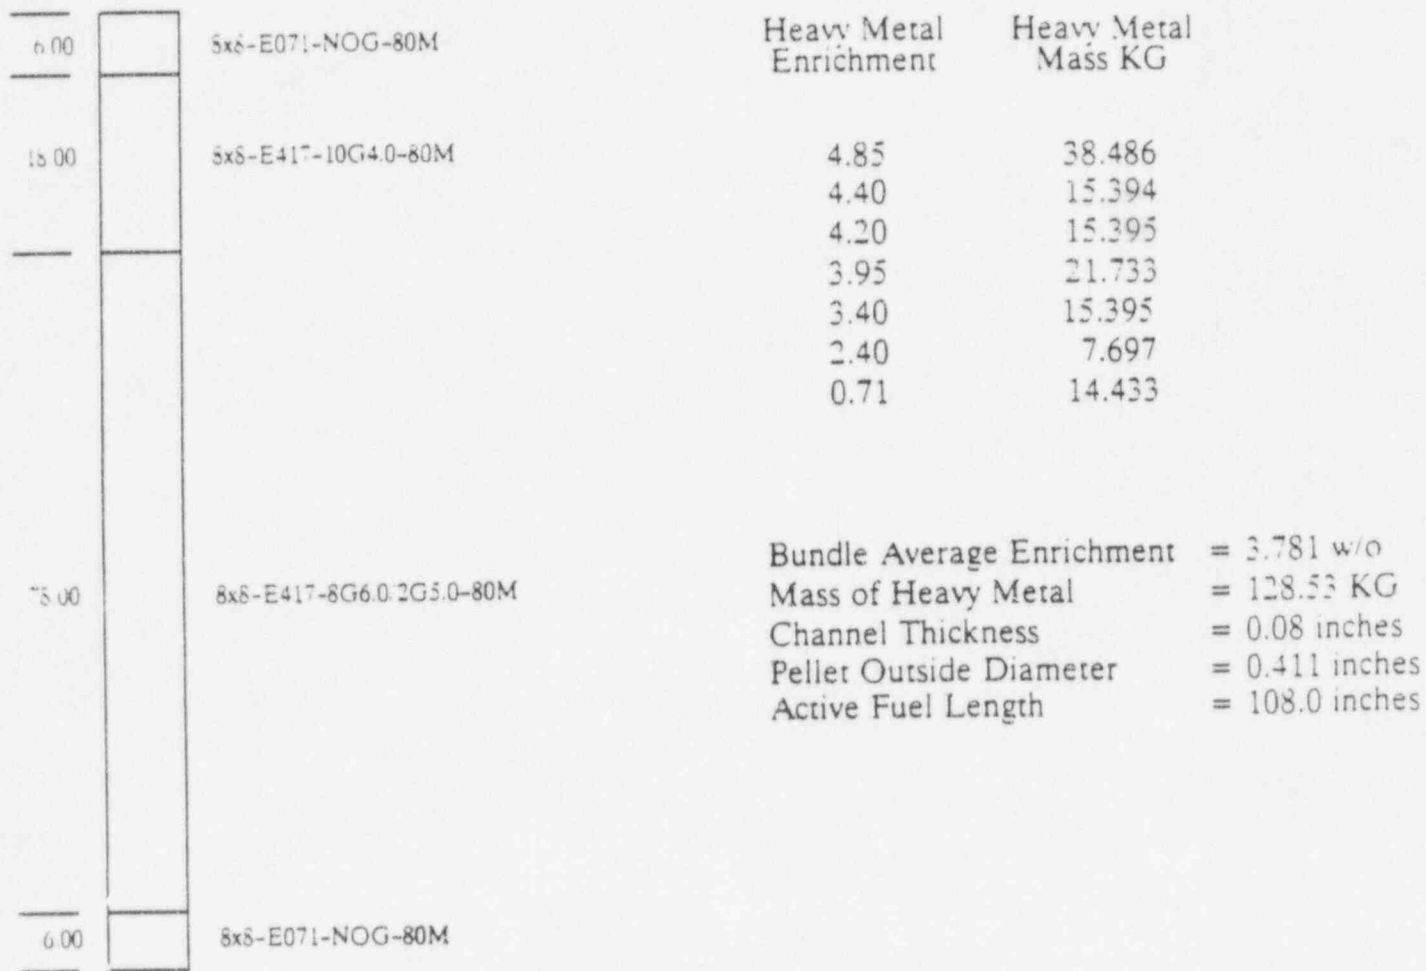 6.00 8x8-E071-NOG-80M
18.00 8x8-E417-10G4.0-80M
78.00 8x8-E417-8G6.0/2G5.0-80M
6.00 8x8-E071-NOG-80M
Heavy Metal Heavy Metal
Enrichment Mass KG
4.85 38.486
4.40 15.394
4.20 15.395
3.95 21.733
3.40 15.395
2.40 7.697
0.71 14.433
Bundle Average Enrichment = 3.781 w/o
Mass of Heavy Metal = 128.53 KG
Channel Thickness = 0.08 inches
Pellet Outside Diameter = 0.411 inches
Active Fuel Length = 108.0 inches